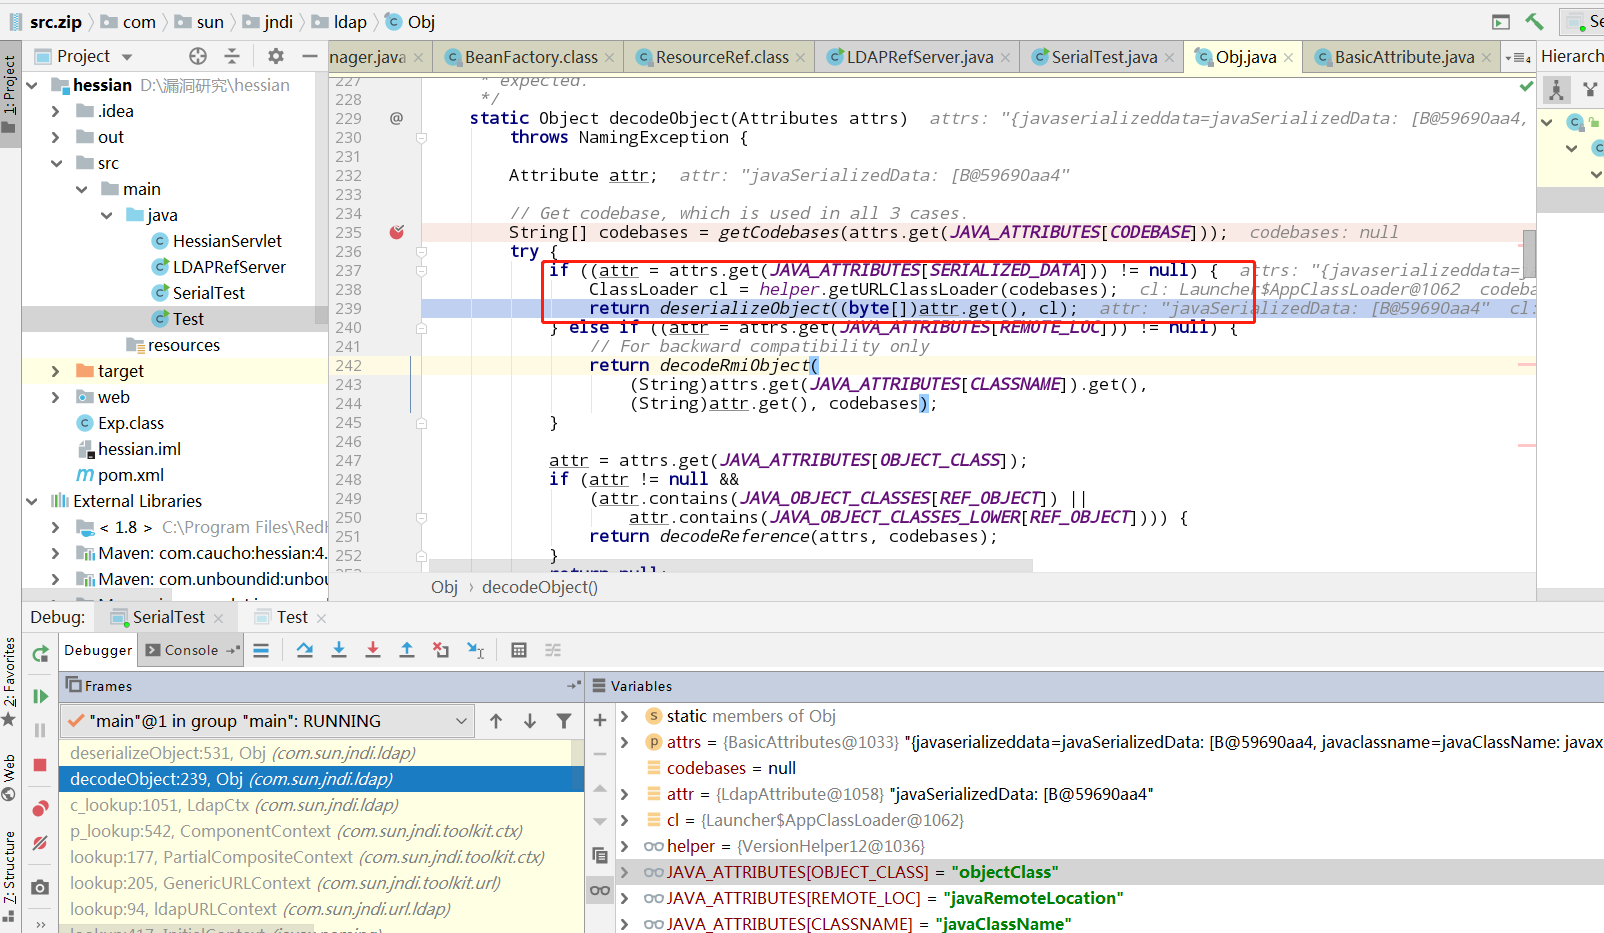 src.zip com sun jndi ldap Obj Se
1: Project
Project
nager.java BeanFactory.class ResourceRef.class LDAPRefServer.java SerialTest.java Obj.java BasicAttribute.java Hierarch
hessian D:\漏洞研究\hessian
.idea
out
src
main
java
HessianServlet
LDAPRefServer
SerialTest
Test
resources
target
web
Exp.class
hessian.iml
pom.xml
External Libraries
< 1.8 > C:\Program Files\RedH
Maven: com.caucho:hessian:4.
Maven: com.unboundid:unbou
227 * expected.
228 */
229 @ static Object decodeObject(Attributes attrs) attrs: "{javaserializeddata=javaSerializedData: [B@59690aa4,
230 throws NamingException {
231
232 Attribute attr; attr: "javaSerializedData: [B@59690aa4"
233
234 // Get codebase, which is used in all 3 cases.
235 String[] codebases = getCodebases(attrs.get(JAVA_ATTRIBUTES[CODEBASE])); codebases: null
236 try {
237 if ((attr = attrs.get(JAVA_ATTRIBUTES[SERIALIZED_DATA])) != null) { attrs: "{javaserializeddata=
238 ClassLoader cl = helper.getURLClassLoader(codebases); cl: Launcher$AppClassLoader@1062 codeba
239 return deserializeObject((byte[])attr.get(), cl); attr: "javaSerializedData: [B@59690aa4" cl:
240 } else if ((attr = attrs.get(JAVA_ATTRIBUTES[REMOTE_LOC])) != null) {
241 // For backward compatibility only
242 return decodeRmiObject(
243 (String)attrs.get(JAVA_ATTRIBUTES[CLASSNAME]).get(),
244 (String)attr.get(), codebases);
245 }
246
247 attr = attrs.get(JAVA_ATTRIBUTES[OBJECT_CLASS]);
248 if (attr != null &&
249 (attr.contains(JAVA_OBJECT_CLASSES[REF_OBJECT]) ||
250 attr.contains(JAVA_OBJECT_CLASSES_LOWER[REF_OBJECT]))) {
251 return decodeReference(attrs, codebases);
252 }
253 return null;
Obj › decodeObject()
Debug: SerialTest Test
Debugger Console
Frames
"main"@1 in group "main": RUNNING
deserializeObject:531, Obj (com.sun.jndi.ldap)
decodeObject:239, Obj (com.sun.jndi.ldap)
c_lookup:1051, LdapCtx (com.sun.jndi.ldap)
p_lookup:542, ComponentContext (com.sun.jndi.toolkit.ctx)
lookup:177, PartialCompositeContext (com.sun.jndi.toolkit.ctx)
lookup:205, GenericURLContext (com.sun.jndi.toolkit.url)
lookup:94, ldapURLContext (com.sun.jndi.url.ldap)
lookup:417, InitialContext (javax.naming)
Variables
static members of Obj
attrs = {BasicAttributes@1033} "{javaserializeddata=javaSerializedData: [B@59690aa4, javaclassname=javaClassName: javax
codebases = null
attr = {LdapAttribute@1058} "javaSerializedData: [B@59690aa4"
cl = {Launcher$AppClassLoader@1062}
helper = {VersionHelper12@1036}
JAVA_ATTRIBUTES[OBJECT_CLASS] = "objectClass"
JAVA_ATTRIBUTES[REMOTE_LOC] = "javaRemoteLocation"
JAVA_ATTRIBUTES[CLASSNAME] = "javaClassName"
2: Favorites
Web
7: Structure